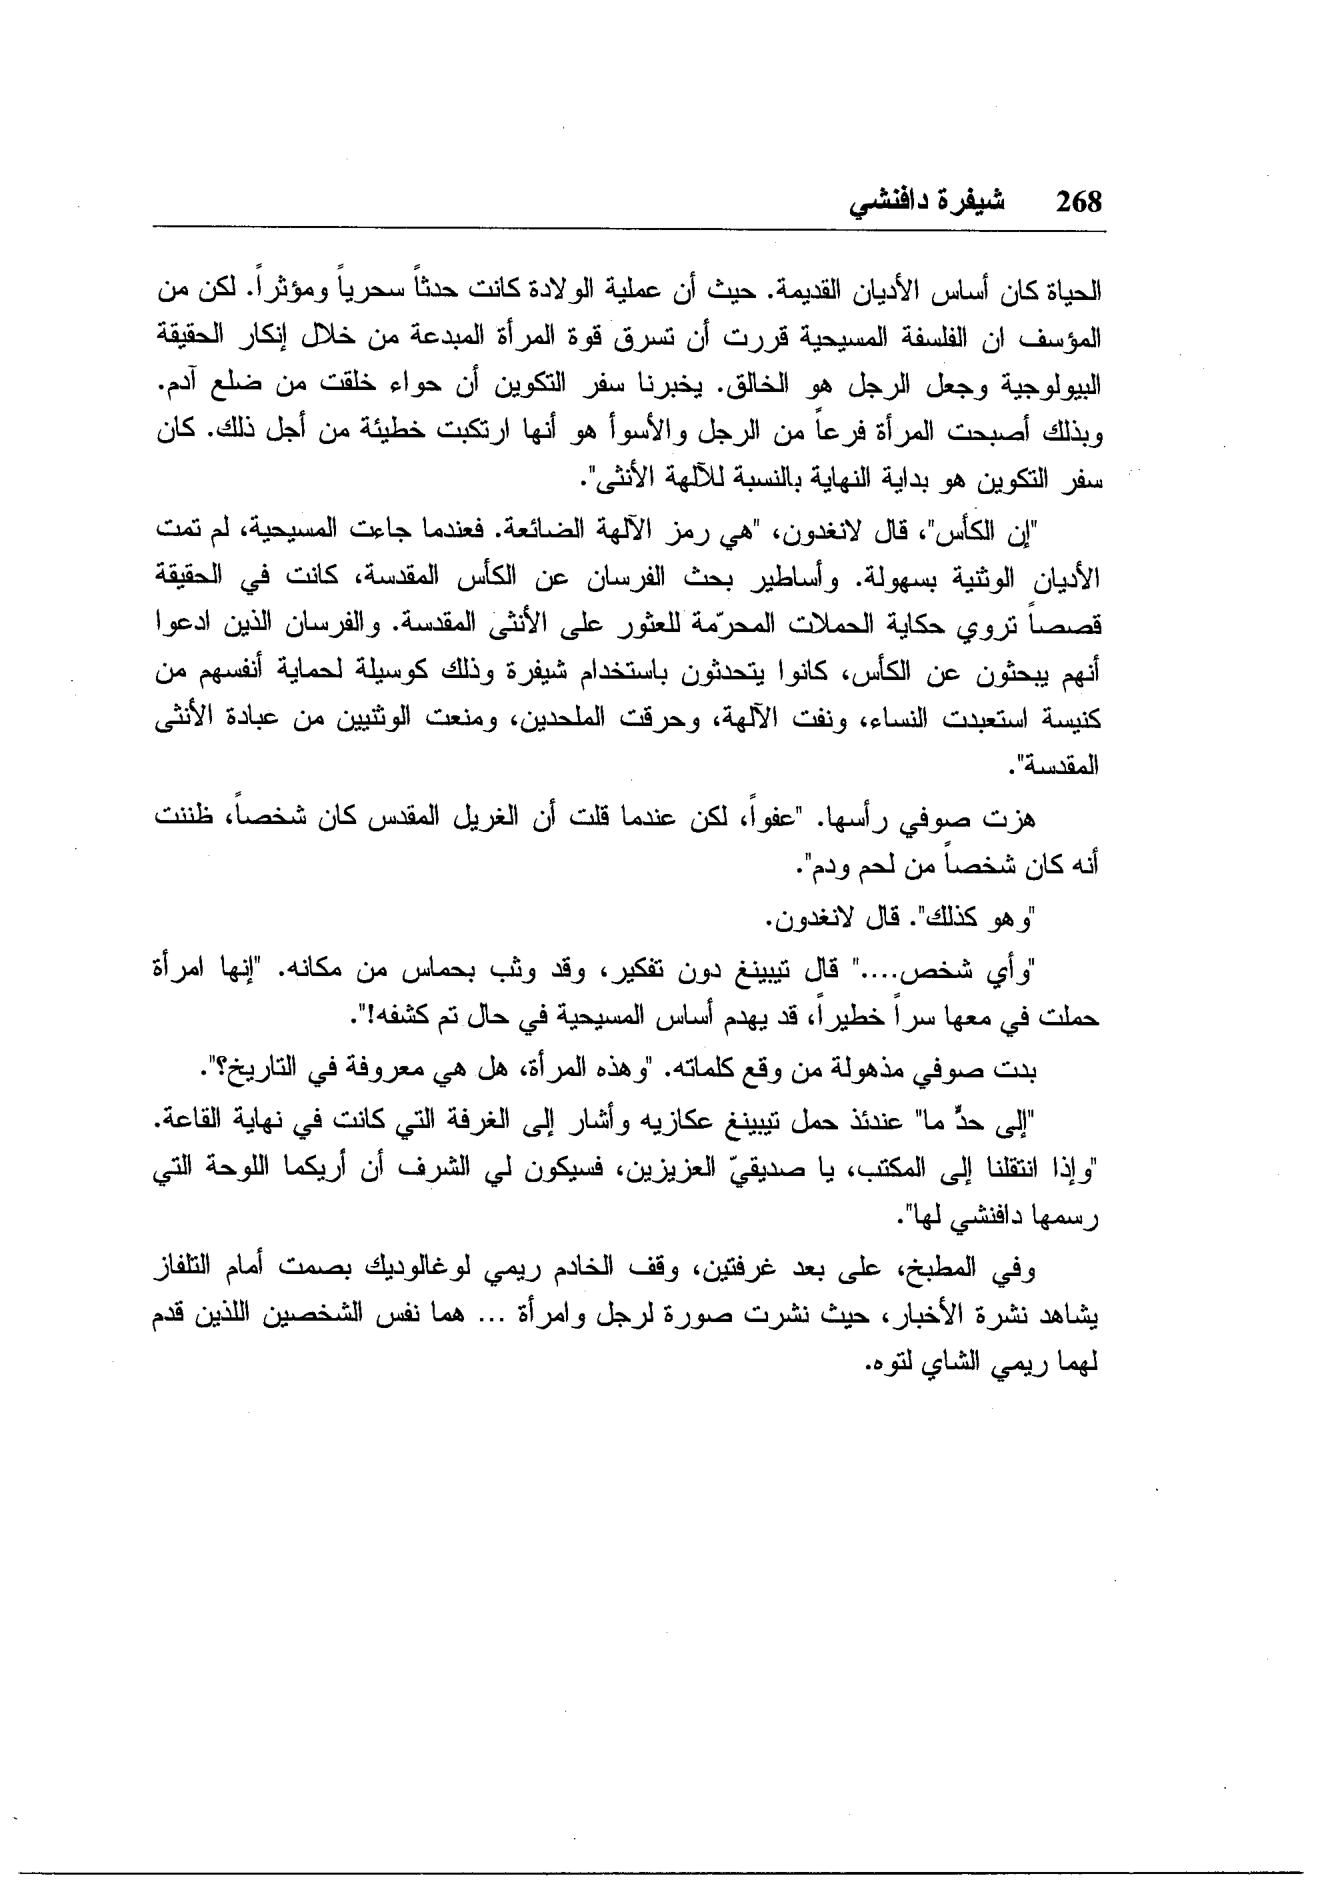 268 شيفرة دافنشي
الحياة كان أساس الأديان القديمة. حيث أن عملية الولادة كانت حدثاً سحرياً ومؤثراً. لكن من
المؤسف ان الفلسفة المسيحية قررت أن تسرق قوة المرأة المبدعة من خلال إنكار الحقيقة
البيولوجية وجعل الرجل هو الخالق. يخبرنا سفر التكوين أن حواء خلقت من ضلع آدم.
وبذلك أصبحت المرأة فرعاً من الرجل والأسوأ هو أنها ارتكبت خطيئة من أجل ذلك. كان
سفر التكوين هو بداية النهاية بالنسبة للآلهة الأنثى".
"إن الكأس"، قال لانغدون، "هي رمز الآلهة الضائعة. فعندما جاءت المسيحية، لم تمت
الأديان الوثنية بسهولة. وأساطير بحث الفرسان عن الكأس المقدسة، كانت في الحقيقة
قصصاً تروي حكاية الحملات المحرّمة للعثور على الأنثى المقدسة. والفرسان الذين ادعوا
أنهم يبحثون عن الكأس، كانوا يتحدثون باستخدام شيفرة وذلك كوسيلة لحماية أنفسهم من
كنيسة استعبدت النساء، ونفت الآلهة، وحرقت الملحدين، ومنعت الوثنيين من عبادة الأنثى
المقدسة".
هزت صوفي رأسها. "عفواً، لكن عندما قلت أن الغريل المقدس كان شخصاً، ظننت
أنه كان شخصاً من لحم ودم".
"وهو كذلك". قال لانغدون.
"وأي شخص...." قال تيبينغ دون تفكير، وقد وثب بحماس من مكانه. "إنها امرأة
حملت في معها سراً خطيراً، قد يهدم أساس المسيحية في حال تم كشفه!".
بدت صوفي مذهولة من وقع كلماته. "وهذه المرأة، هل هي معروفة في التاريخ؟".
"إلى حدٍّ ما" عندئذ حمل تيبينغ عكازيه وأشار إلى الغرفة التي كانت في نهاية القاعة.
"وإذا انتقلنا إلى المكتب، يا صديقيّ العزيزين، فسيكون لي الشرف أن أريكما اللوحة التي
رسمها دافنشي لها".
وفي المطبخ، على بعد غرفتين، وقف الخادم ريمي لوغالوديك بصمت أمام التلفاز
يشاهد نشرة الأخبار، حيث نشرت صورة لرجل وامرأة ... هما نفس الشخصين اللذين قدم
لهما ريمي الشاي لتوه.